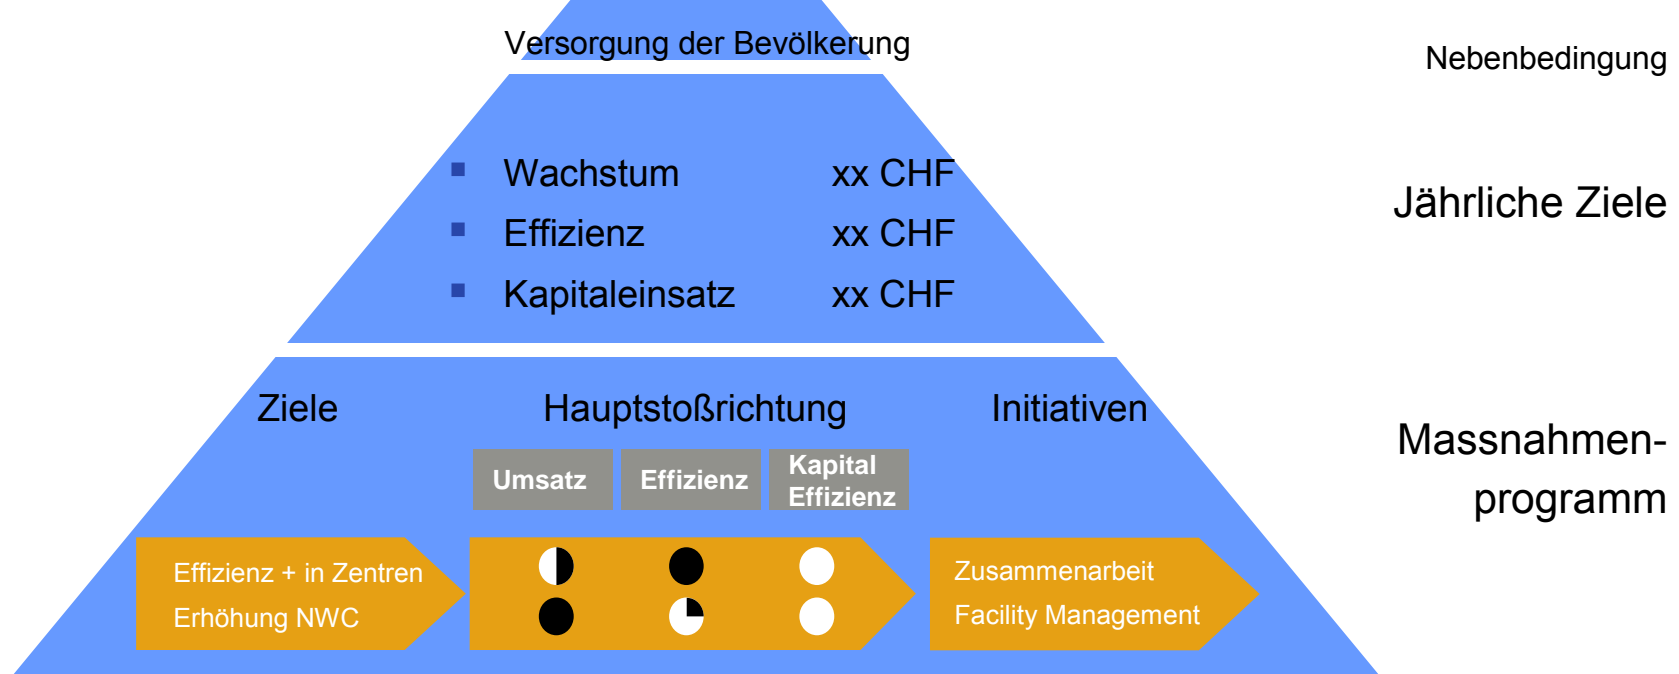 Versorgung der Bevölkerung
Nebenbedingung
Wachstum xx CHF
Effizienz xx CHF
Kapitaleinsatz xx CHF
Jährliche Ziele
Ziele Hauptstoßrichtung Initiativen
Massnahmen-
programm
Umsatz Effizienz Kapital
Effizienz
Effizienz + in Zentren
Erhöhung NWC
Zusammenarbeit
Facility Management